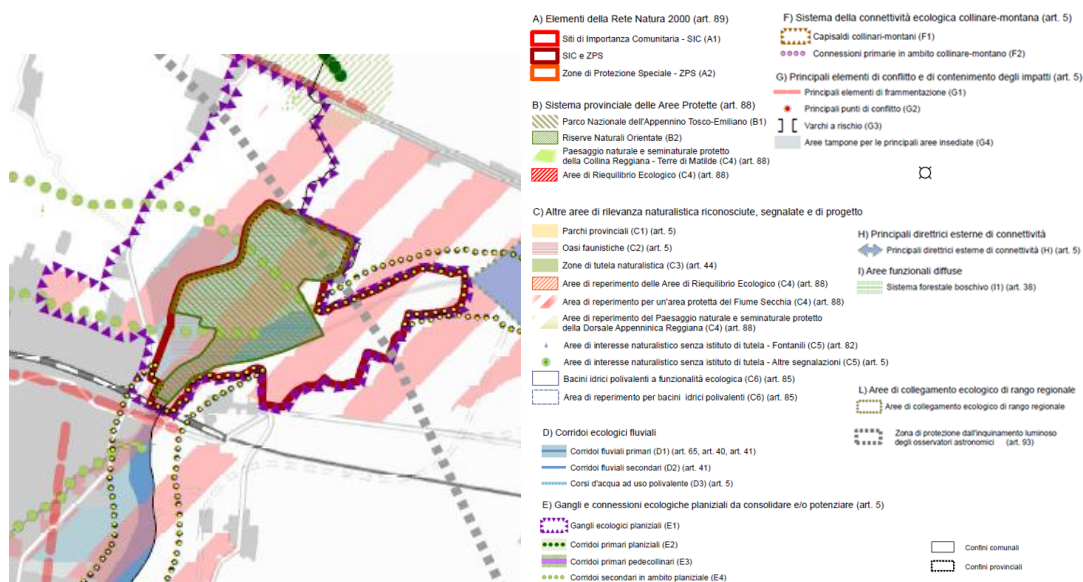 A) Elementi della Rete Natura 2000 (art. 89)
Siti di Importanza Comunitaria - SIC (A1)
SIC e ZPS
Zone di Protezione Speciale - ZPS (A2)
B) Sistema provinciale delle Aree Protette (art. 88)
Parco Nazionale dell'Appennino Tosco-Emiliano (B1)
Riserve Naturali Orientate (B2)
Paesaggio naturale e seminaturale protetto
della Collina Reggiana - Terre di Matilde (C4) (art. 88)
Aree di Riequilibrio Ecologico (C4) (art. 88)
F) Sistema della connettività ecologica collinare-montana (art. 5)
Capisaldi collinari-montani (F1)
Connessioni primarie in ambito collinare-montano (F2)
G) Principali elementi di conflitto e di contenimento degli impatti (art. 5)
Principali elementi di frammentazione (G1)
Principali punti di conflitto (G2)
Varchi a rischio (G3)
Aree tampone per le principali aree insediate (G4)
C) Altre aree di rilevanza naturalistica riconosciute, segnalate e di progetto
Parchi provinciali (C1) (art. 5)
Oasi faunistiche (C2) (art. 5)
Zone di tutela naturalistica (C3) (art. 44)
Aree di reperimento delle Aree di Riequilibrio Ecologico (C4) (art. 88)
Area di reperimento per un'area protetta del Fiume Secchia (C4) (art. 88)
Aree di reperimento del Paesaggio naturale e seminaturale protetto
della Dorsale Appenninica Reggiana (C4) (art. 88)
Aree di interesse naturalistico senza istituto di tutela - Fontanili (C5) (art. 82)
Aree di interesse naturalistico senza istituto di tutela - Altre segnalazioni (C5) (art. 5)
Bacini idrici polivalenti a funzionalità ecologica (C6) (art. 85)
Area di reperimento per bacini idrici polivalenti (C6) (art. 85)
H) Principali direttrici esterne di connettività
Principali direttrici esterne di connettività (H) (art. 5)
I) Aree funzionali diffuse
Sistema forestale boschivo (I1) (art. 38)
L) Aree di collegamento ecologico di rango regionale
Aree di collegamento ecologico di rango regionale
Zona di protezione dall'inquinamento luminoso
degli osservatori astronomici (art. 93)
D) Corridoi ecologici fluviali
Corridoi fluviali primari (D1) (art. 65, art. 40, art. 41)
Corridoi fluviali secondari (D2) (art. 41)
Corsi d'acqua ad uso polivalente (D3) (art. 5)
E) Gangli e connessioni ecologiche planiziali da consolidare e/o potenziare (art. 5)
Gangli ecologici planiziali (E1)
Corridoi primari planiziali (E2)
Corridoi primari pedecollinari (E3)
Corridoi secondari in ambito planiziale (E4)
Confini comunali
Confini provinciali